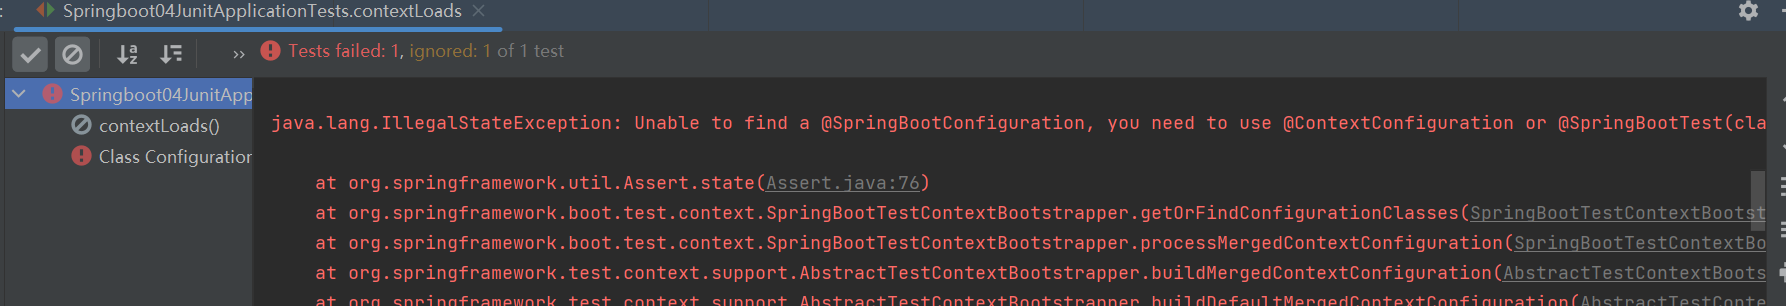 Springboot04JunitApplicationTests.contextLoads
Tests failed: 1, ignored: 1 of 1 test
Springboot04JunitApp
contextLoads()
Class Configuration
java.lang.IllegalStateException: Unable to find a @SpringBootConfiguration, you need to use @ContextConfiguration or @SpringBootTest(cla
at org.springframework.util.Assert.state(Assert.java:76)
at org.springframework.boot.test.context.SpringBootTestContextBootstrapper.getOrFindConfigurationClasses(SpringBootTestContextBootst
at org.springframework.boot.test.context.SpringBootTestContextBootstrapper.processMergedContextConfiguration(SpringBootTestContextBo
at org.springframework.test.context.support.AbstractTestContextBootstrapper.buildMergedContextConfiguration(AbstractTestContextBoots
at org.springframework.test.context.support.AbstractTestContextBootstrapper.buildDefaultMergedContextConfiguration(AbstractTestConte